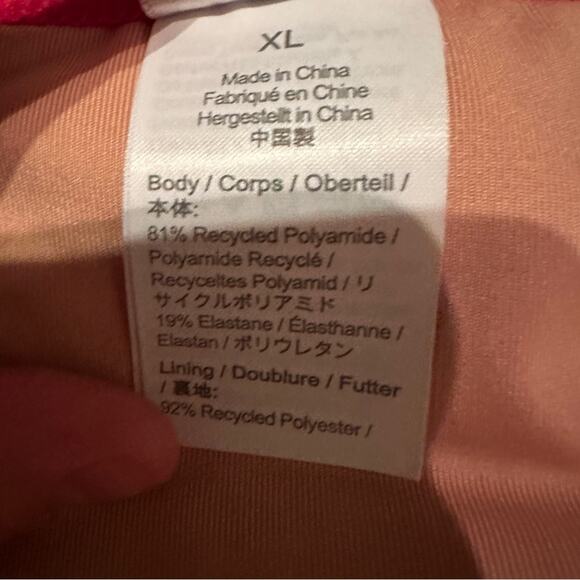 XL
Made in China
Fabriqué en Chine
Hergestellt in China
中国製
Body / Corps / Oberteil /
本体:
81% Recycled Polyamide /
Polyamide Recyclé /
Recyceltes Polyamid / リ
サイクルポリアミド
19% Elastane / Élasthanne /
Elastan / ポリウレタン
Lining / Doublure / Futter
/ 裏地:
92% Recycled Polyester /